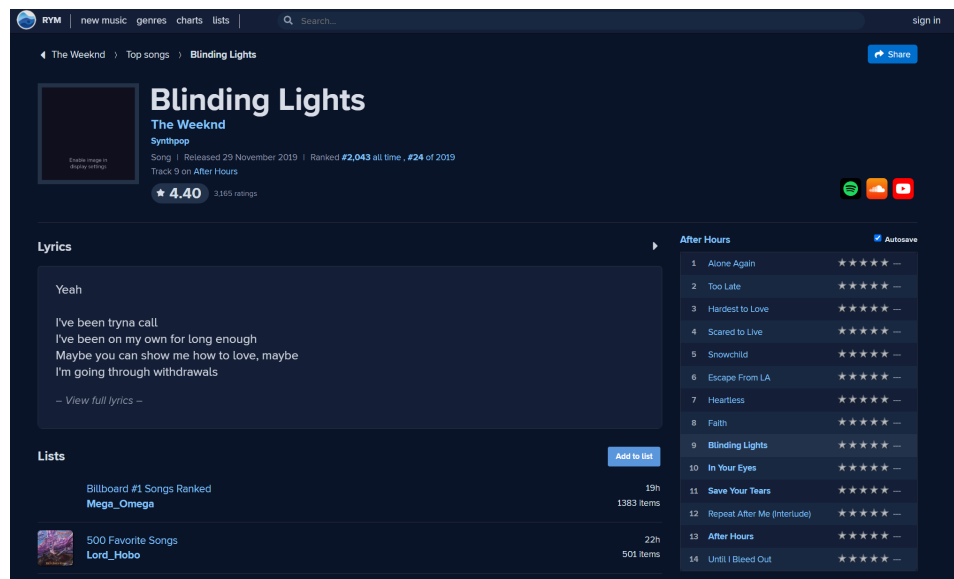 RYM new music genres charts lists Search... sign in
The Weeknd Top songs Blinding Lights Share
Enable image in
display settings
Blinding Lights
The Weeknd
Synthpop
Song | Released 29 November 2019 | Ranked #2,043 all time , #24 of 2019
Track 9 on After Hours
4.40 3,165 ratings
Lyrics
Yeah
I've been tryna call
I've been on my own for long enough
Maybe you can show me how to love, maybe
I'm going through withdrawals
– View full lyrics –
Lists Add to list
Billboard #1 Songs Ranked 19h
Mega_Omega 1383 items
500 Favorite Songs 22h
Lord_Hobo 501 items
After Hours Autosave
1 Alone Again ---
2 Too Late ---
3 Hardest to Love ---
4 Scared to Live ---
5 Snowchild ---
6 Escape From LA ---
7 Heartless ---
8 Faith ---
9 Blinding Lights ---
10 In Your Eyes ---
11 Save Your Tears ---
12 Repeat After Me (Interlude) ---
13 After Hours ---
14 Until I Bleed Out ---